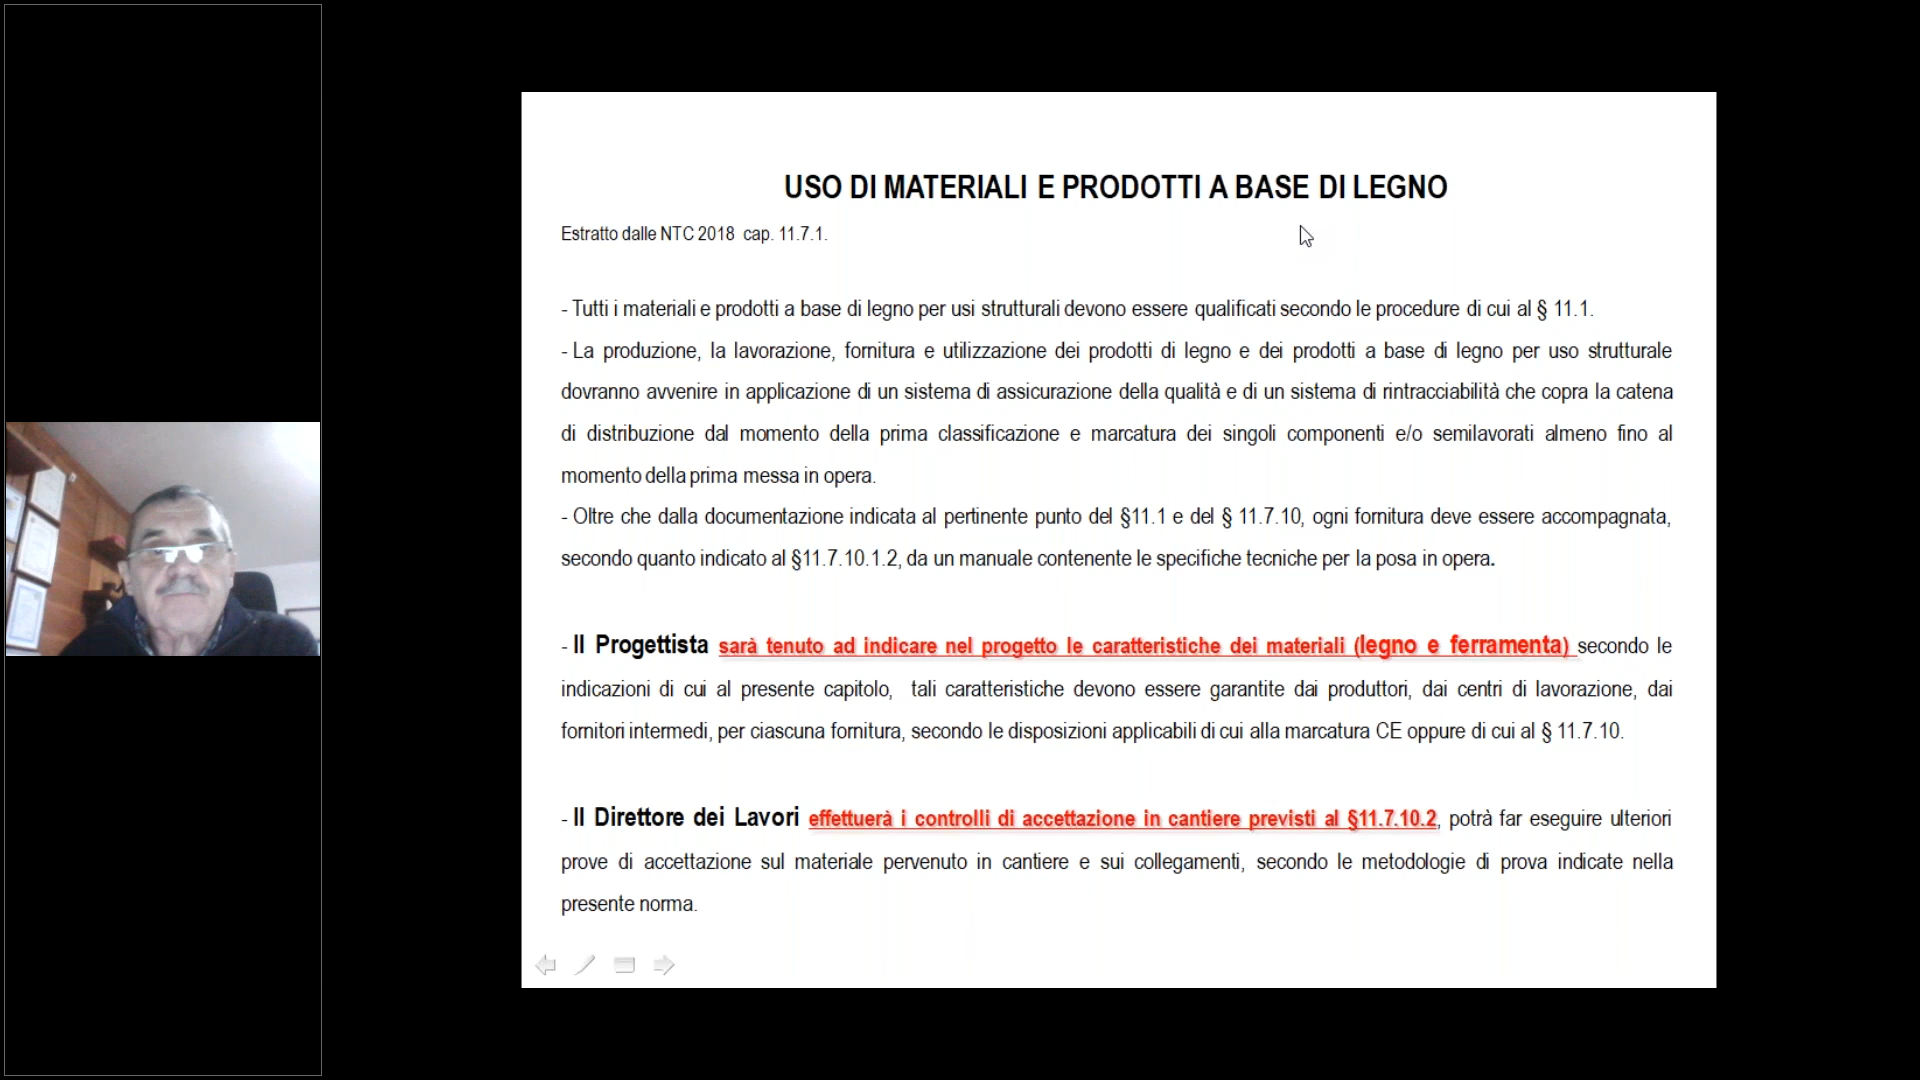 USO DI MATERIALI E PRODOTTI A BASE DI LEGNO
Estratto dalle NTC 2018 cap. 11.7.1.
- Tutti i materiali e prodotti a base di legno per usi strutturali devono essere qualificati secondo le procedure di cui al § 11.1.
- La produzione, la lavorazione, fornitura e utilizzazione dei prodotti di legno e dei prodotti a base di legno per uso strutturale
dovranno avvenire in applicazione di un sistema di assicurazione della qualità e di un sistema di rintracciabilità che copra la catena
di distribuzione dal momento della prima classificazione e marcatura dei singoli componenti e/o semilavorati almeno fino al
momento della prima messa in opera.
- Oltre che dalla documentazione indicata al pertinente punto del §11.1 e del § 11.7.10, ogni fornitura deve essere accompagnata,
secondo quanto indicato al §11.7.10.1.2, da un manuale contenente le specifiche tecniche per la posa in opera.
- Il Progettista sarà tenuto ad indicare nel progetto le caratteristiche dei materiali (legno e ferramenta) secondo le
indicazioni di cui al presente capitolo, tali caratteristiche devono essere garantite dai produttori, dai centri di lavorazione, dai
fornitori intermedi, per ciascuna fornitura, secondo le disposizioni applicabili di cui alla marcatura CE oppure di cui al § 11.7.10.
- Il Direttore dei Lavori effettuerà i controlli di accettazione in cantiere previsti al §11.7.10.2, potrà far eseguire ulteriori
prove di accettazione sul materiale pervenuto in cantiere e sui collegamenti, secondo le metodologie di prova indicate nella
presente norma.